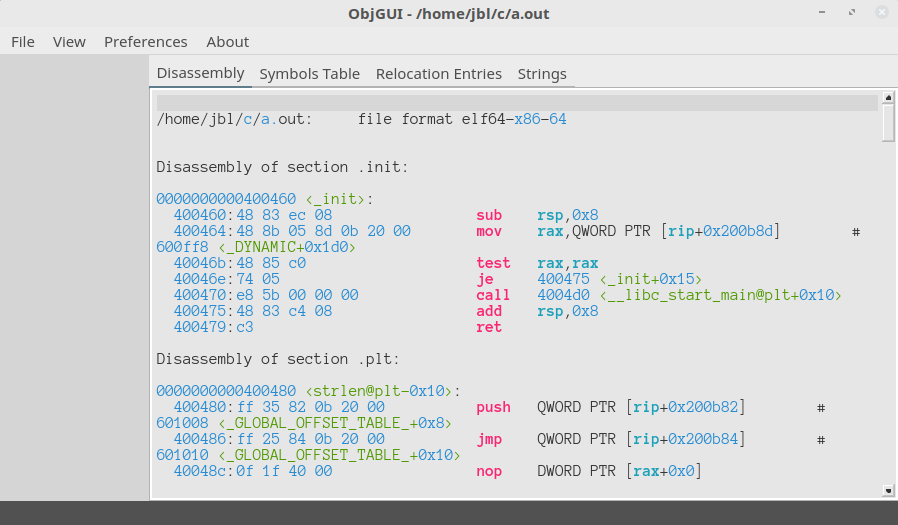 ObjGUI - /home/jbl/c/a.out
File View Preferences About
Disassembly Symbols Table Relocation Entries Strings
/home/jbl/c/a.out:     file format elf64-x86-64
Disassembly of section .init:
0000000000400460 <_init>:
400460:48 83 ec 08 sub rsp,0x8
400464:48 8b 05 8d 0b 20 00 mov rax,QWORD PTR [rip+0x200b8d] #
600ff8 <_DYNAMIC+0x1d0>
40046b:48 85 c0 test rax,rax
40046e:74 05 je 400475 <_init+0x15>
400470:e8 5b 00 00 00 call 4004d0 <__libc_start_main@plt+0x10>
400475:48 83 c4 08 add rsp,0x8
400479:c3 ret
Disassembly of section .plt:
0000000000400480 <strlen@plt-0x10>:
400480:ff 35 82 0b 20 00 push QWORD PTR [rip+0x200b82] #
601008 <_GLOBAL_OFFSET_TABLE_+0x8>
400486:ff 25 84 0b 20 00 jmp QWORD PTR [rip+0x200b84] #
601010 <_GLOBAL_OFFSET_TABLE_+0x10>
40048c:0f 1f 40 00 nop DWORD PTR [rax+0x0]